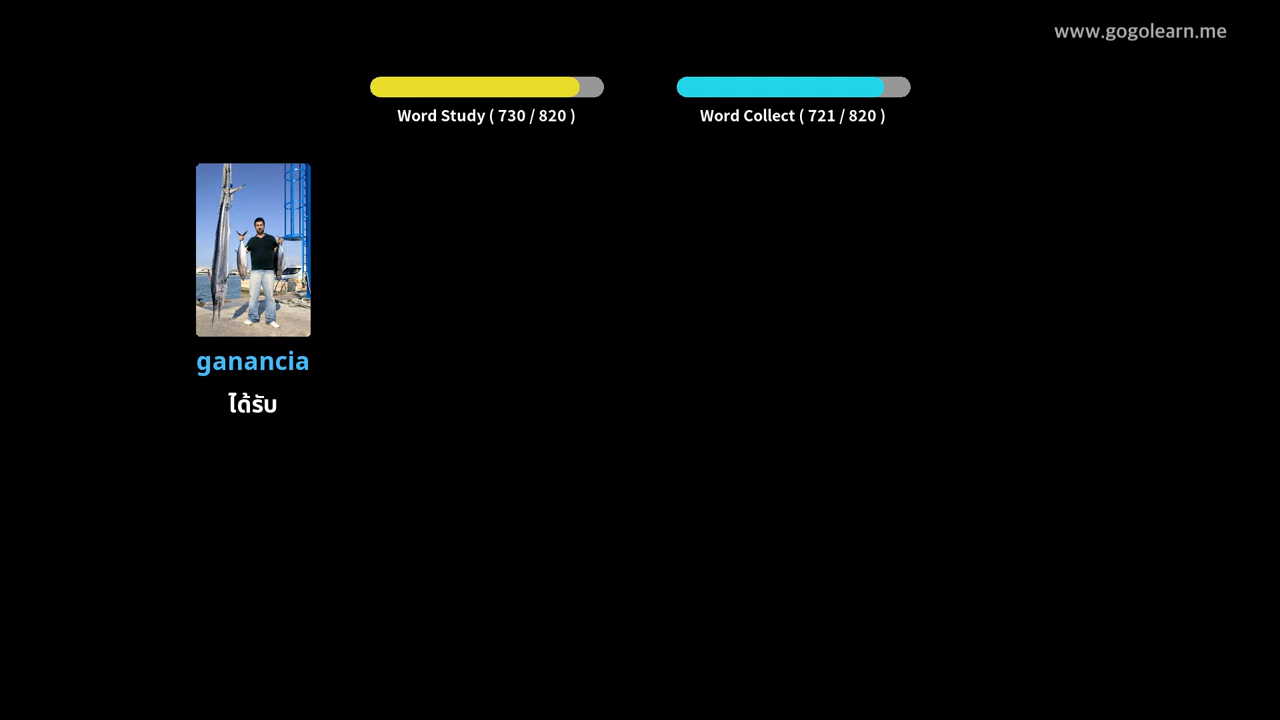 www.gogolearn.me
Word Study ( 730 / 820 )
Word Collect ( 721 / 820 )
ganancia
ได้รับ